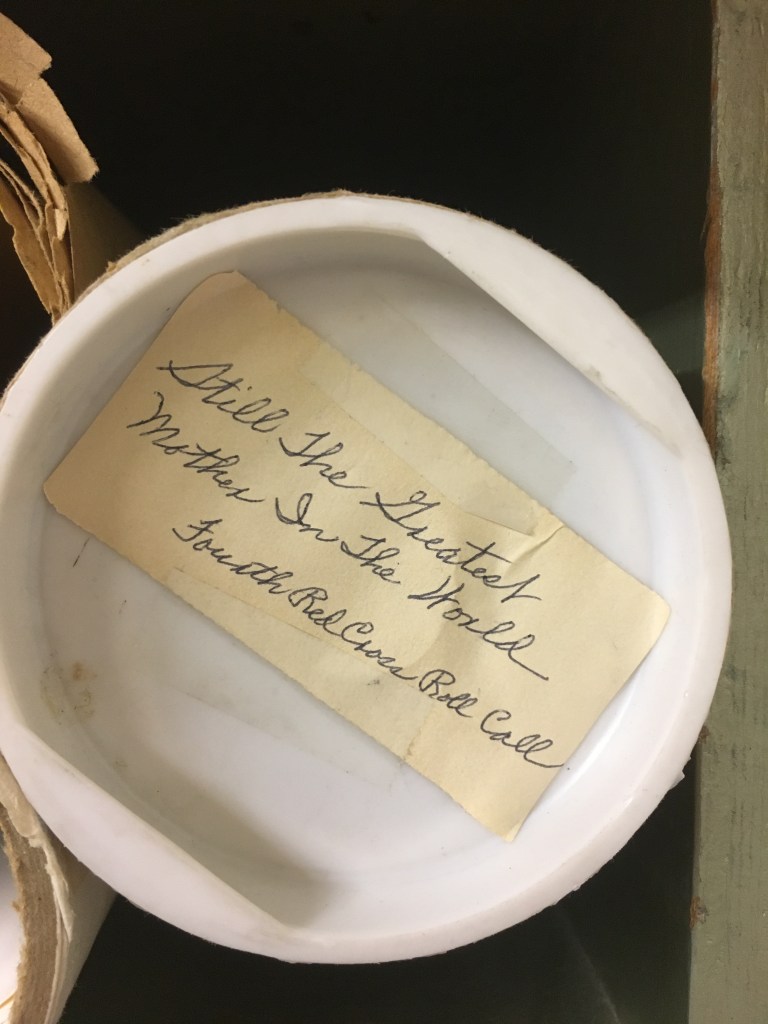 Still The Greatest
Mother In The World
Fourth Red Cross Roll Call